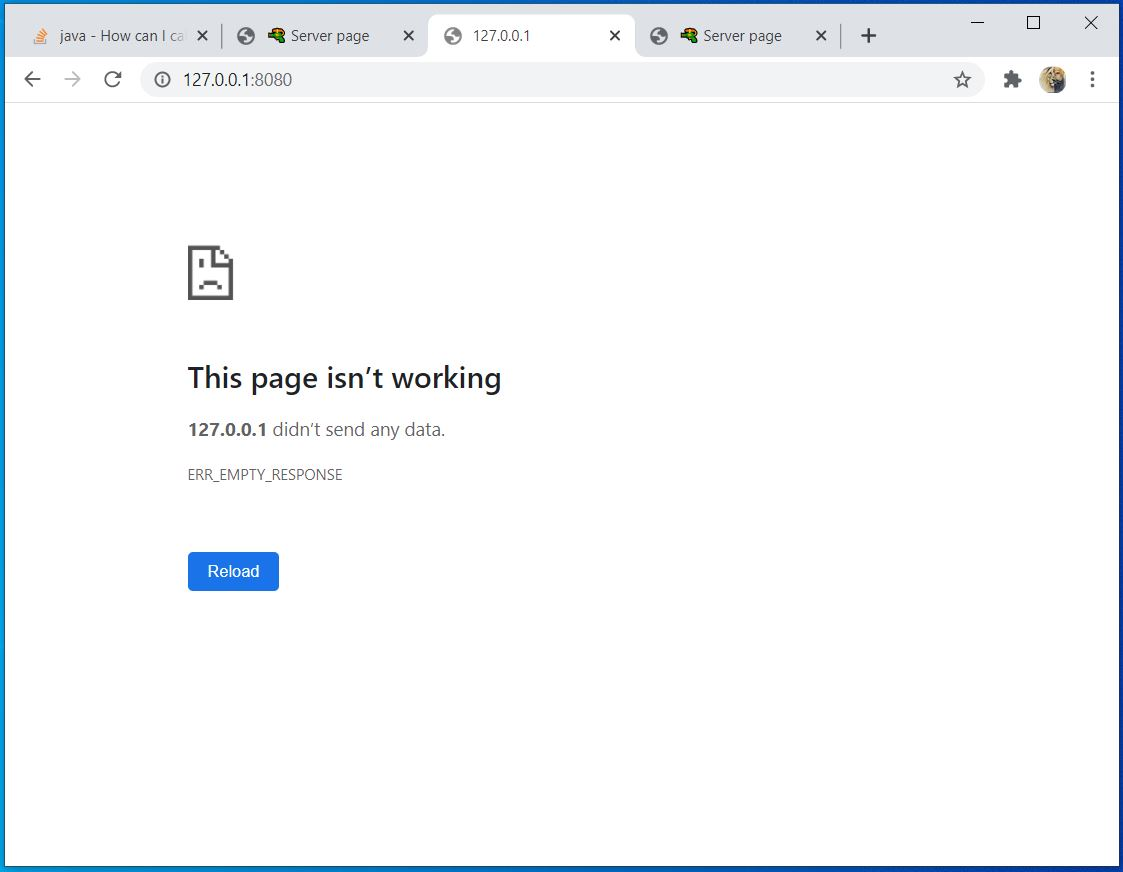 java - How can I ca
Server page
127.0.0.1
Server page
127.0.0.1:8080
This page isn’t working
127.0.0.1 didn’t send any data.
ERR_EMPTY_RESPONSE
Reload